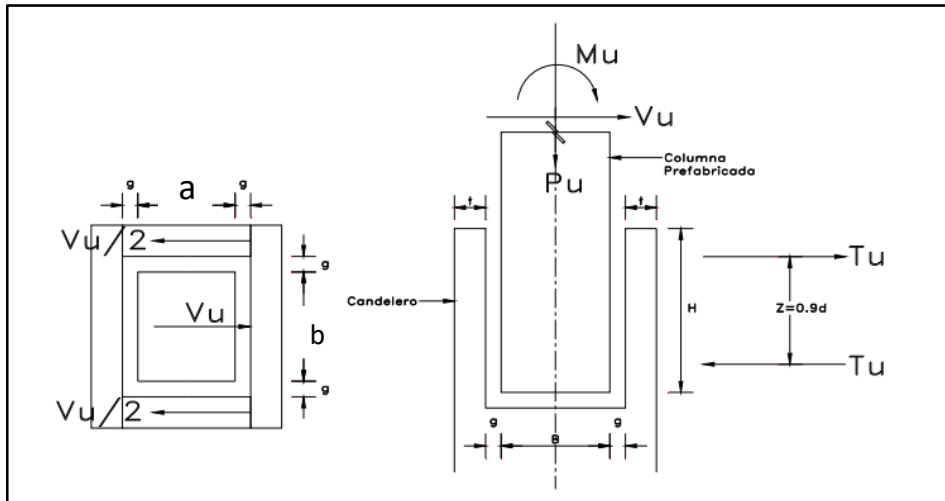 g
a
g
Vu/2
g
Vu
b
g
Vu/2
Mu
Vu
Columna
Prefabricada
Pu
t
t
Candelero
H
Tu
Z=0.9d
Tu
g
B
g